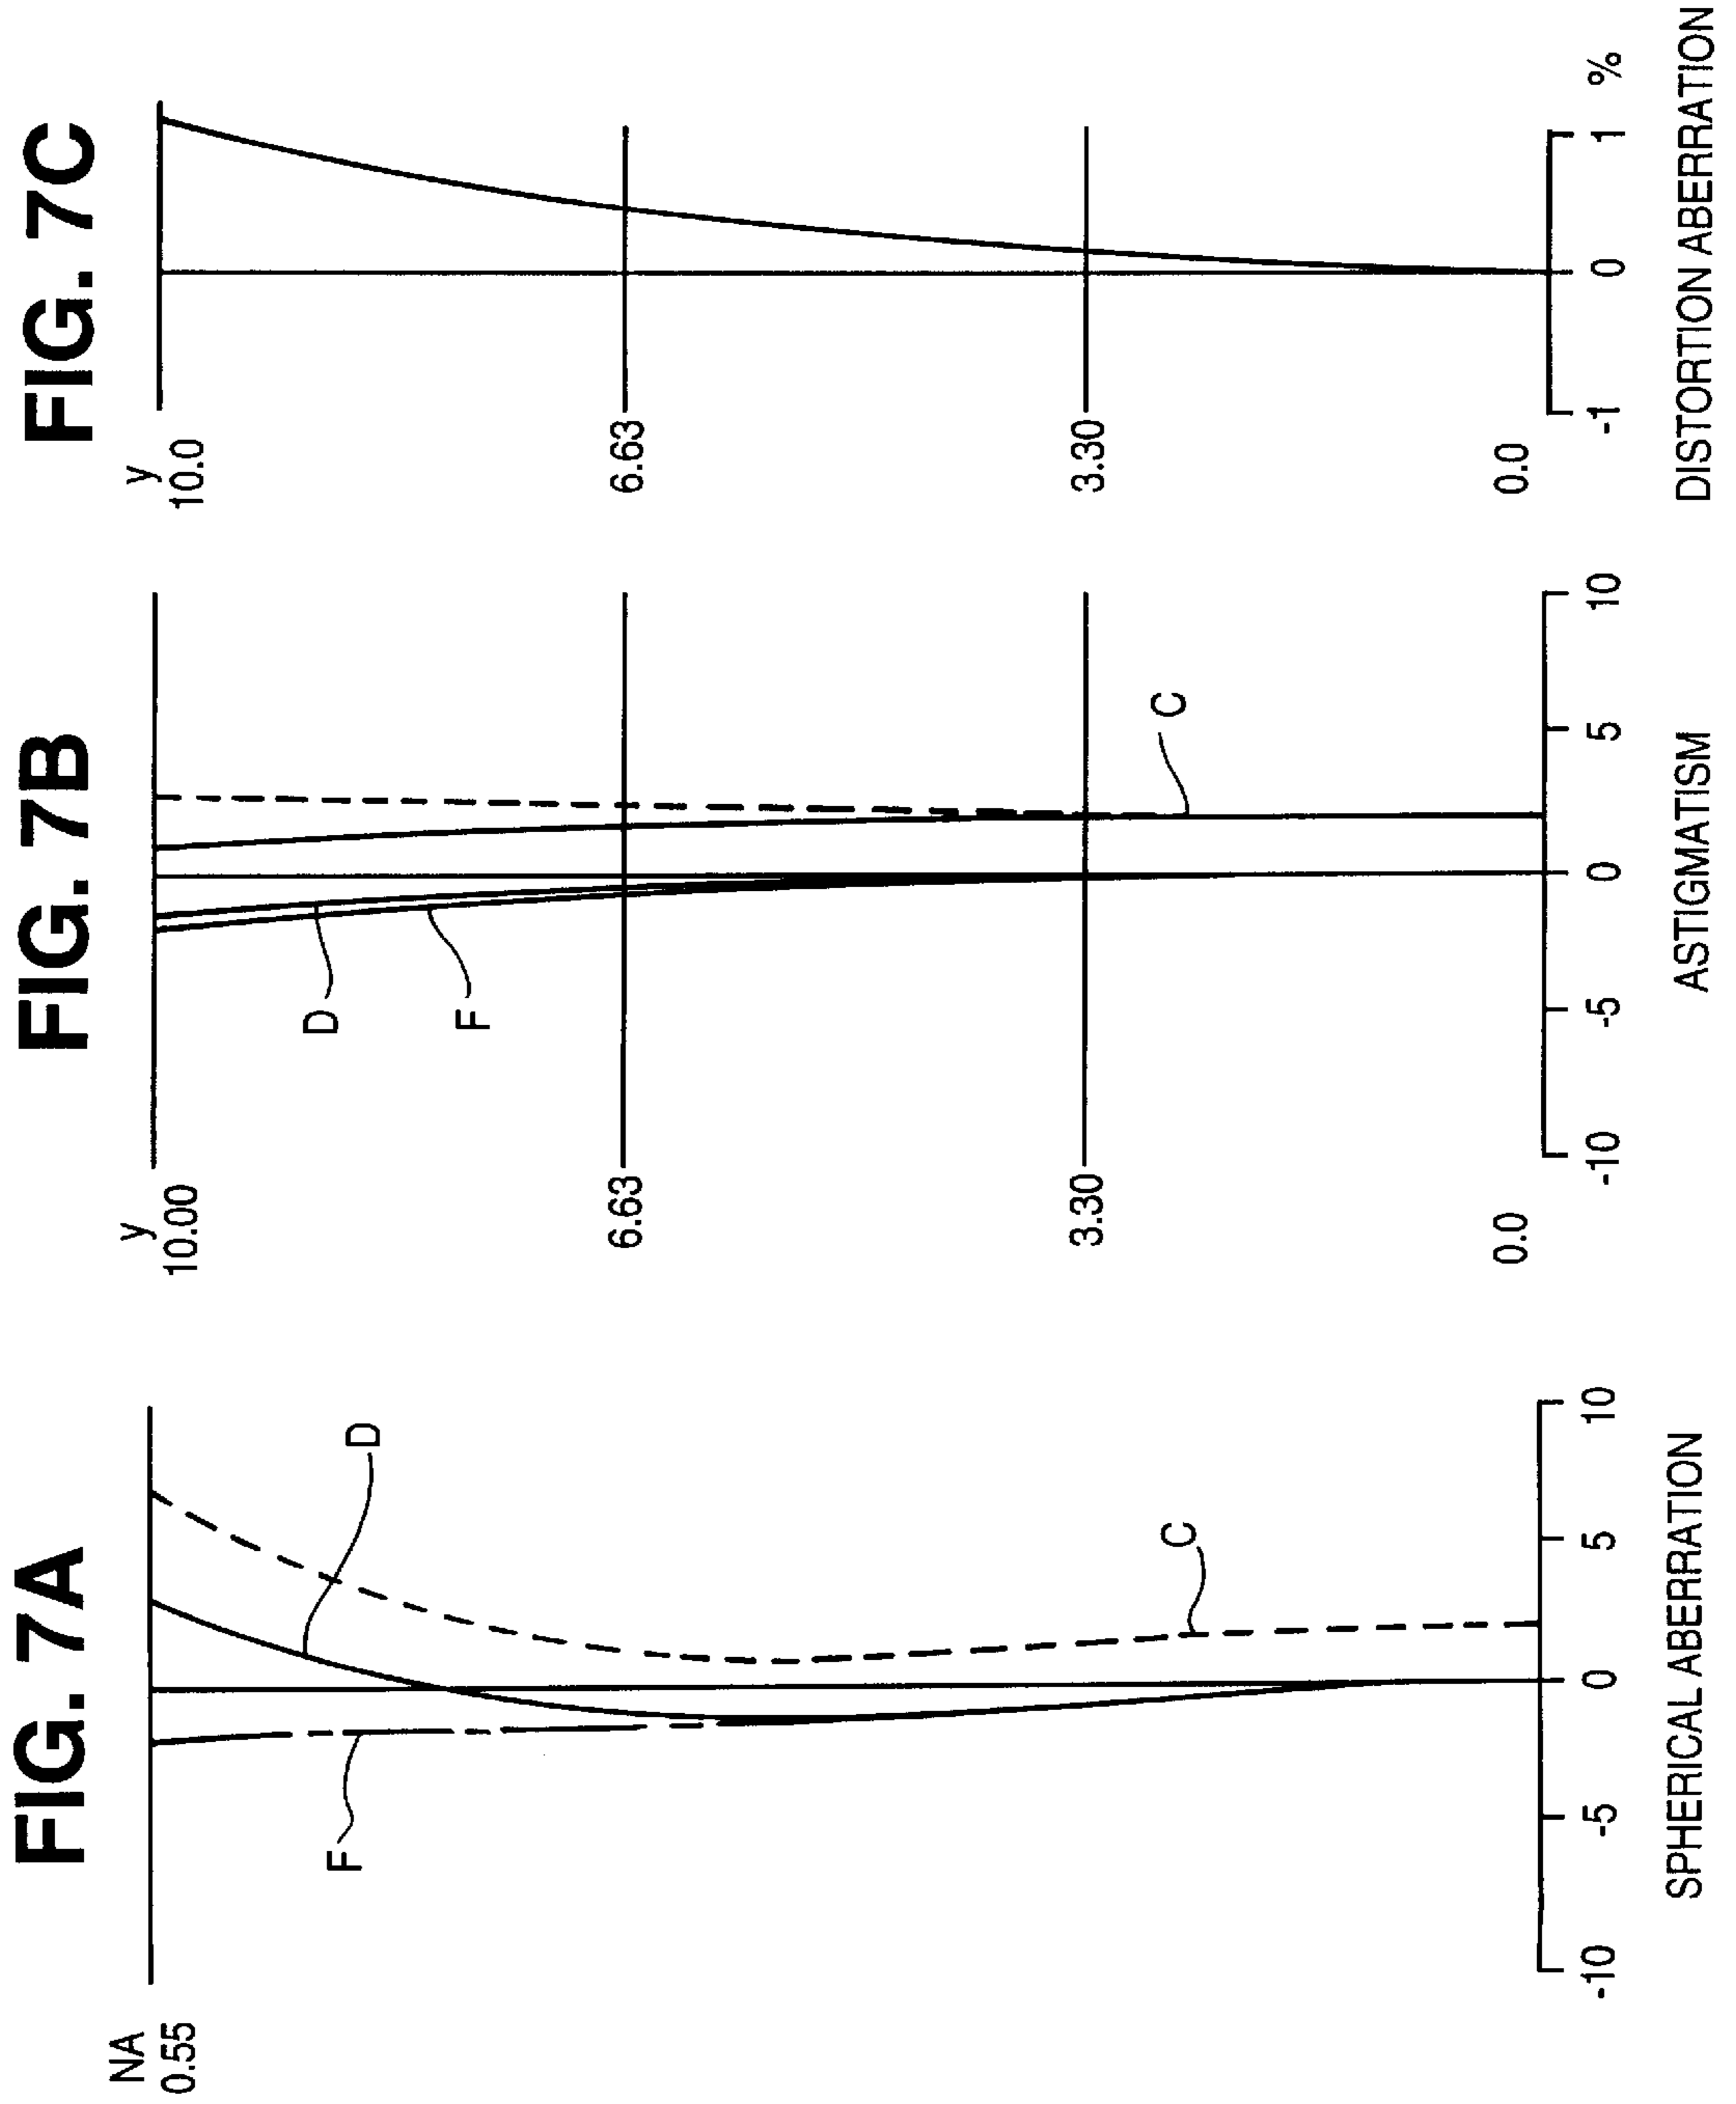 FIG. 7A
NA
0.55
F
D
C
-10
-5
0
5
10
SPHERICAL ABERRATION
FIG. 7B
y
10.00
6.63
3.30
0.0
D
F
C
-10
-5
0
5
10
ASTIGMATISM
FIG. 7C
y
10.0
6.63
3.30
0.0
-1
0
1
%
DISTORTION ABERRATION